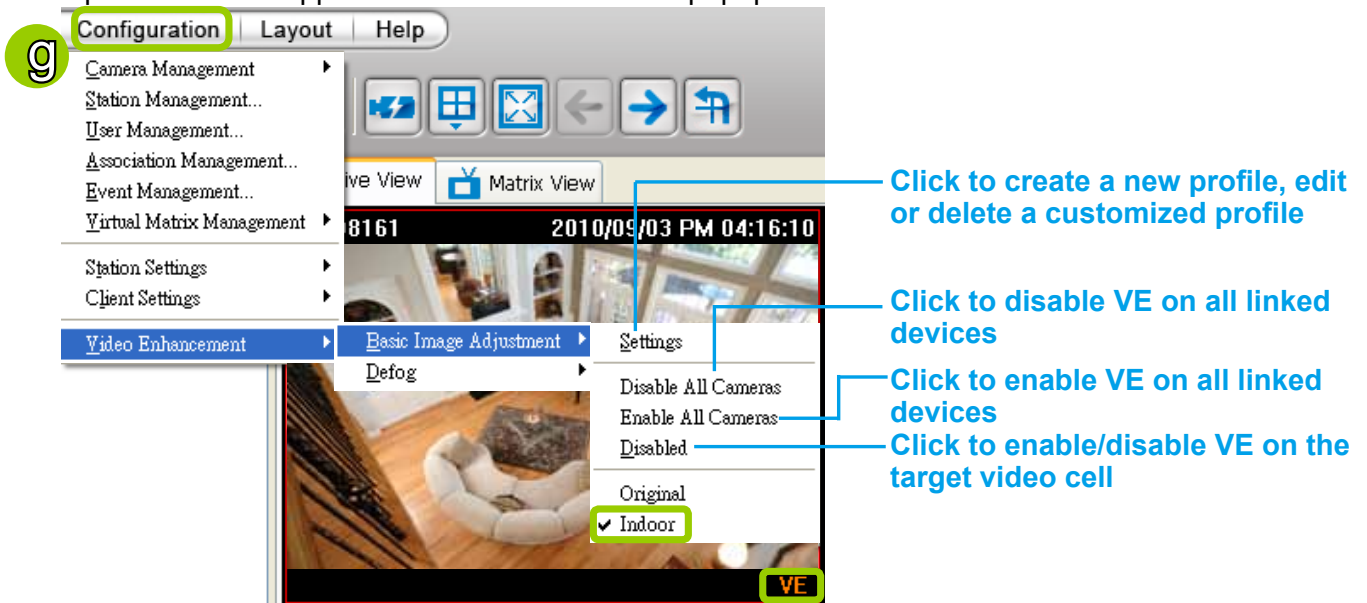 Configuration Layout Help
g
Camera Management
Station Management...
User Management...
Association Management...
Event Management...
Virtual Matrix Management
Station Settings
Client Settings
Video Enhancement
ive View Matrix View
8161 2010/09/03 PM 04:16:10
Basic Image Adjustment
Defog
Settings
Disable All Cameras
Enable All Cameras
Disabled
Original
Indoor
VE
Click to create a new profile, edit
or delete a customized profile
Click to disable VE on all linked
devices
Click to enable VE on all linked
devices
Click to enable/disable VE on the
target video cell